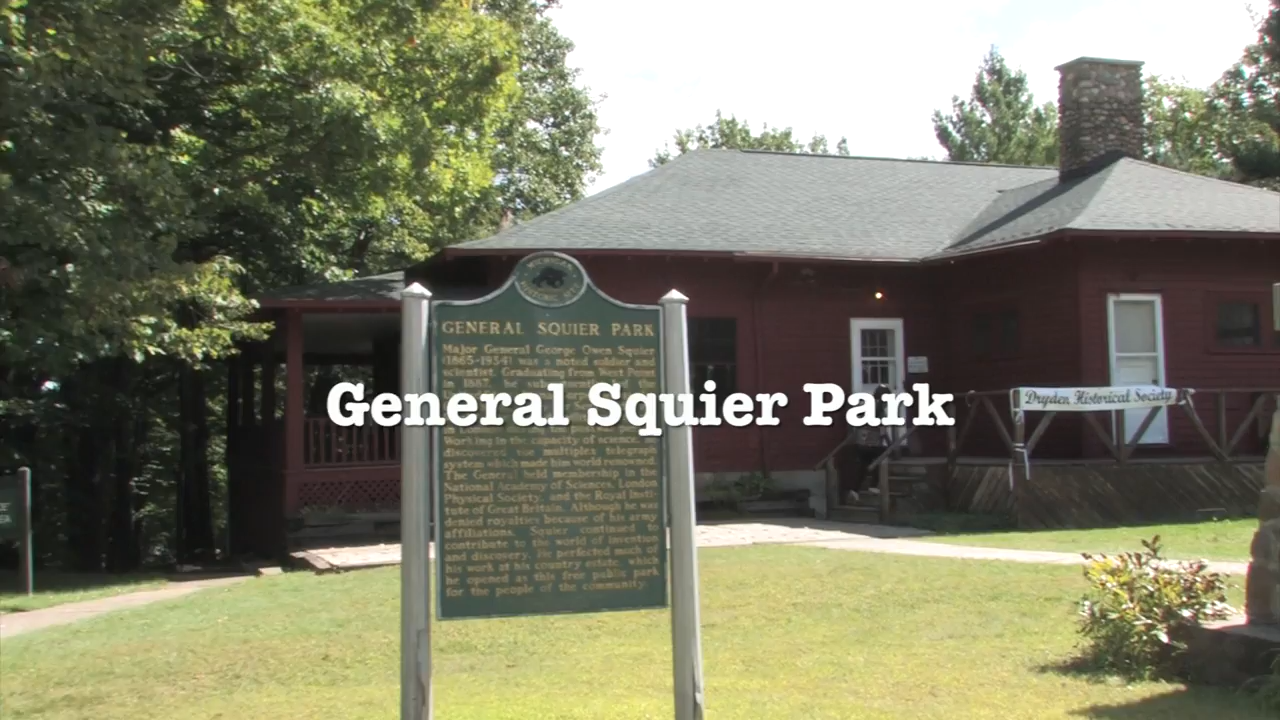 GENERAL SQUIER PARK
Major General George Owen Squier
(1865-1934) was a noted soldier and
scientist. Graduating from West Point
in 1887, he
the
General Squier Park
Working in the capacity of science,
discovered the multiplex telegraph
system which made him world renowned.
The General held membership in the
National Academy of Sciences, London
Physical Society, and the Royal Insti-
tute of Great Britain. Although he was
denied royalties because of his army
affiliations, Squier continued to
contribute to the world of invention
and discovery. He perfected much of
his work at his country estate, which
he opened as this free public park
for the people of the community.
Dryden Historical Society